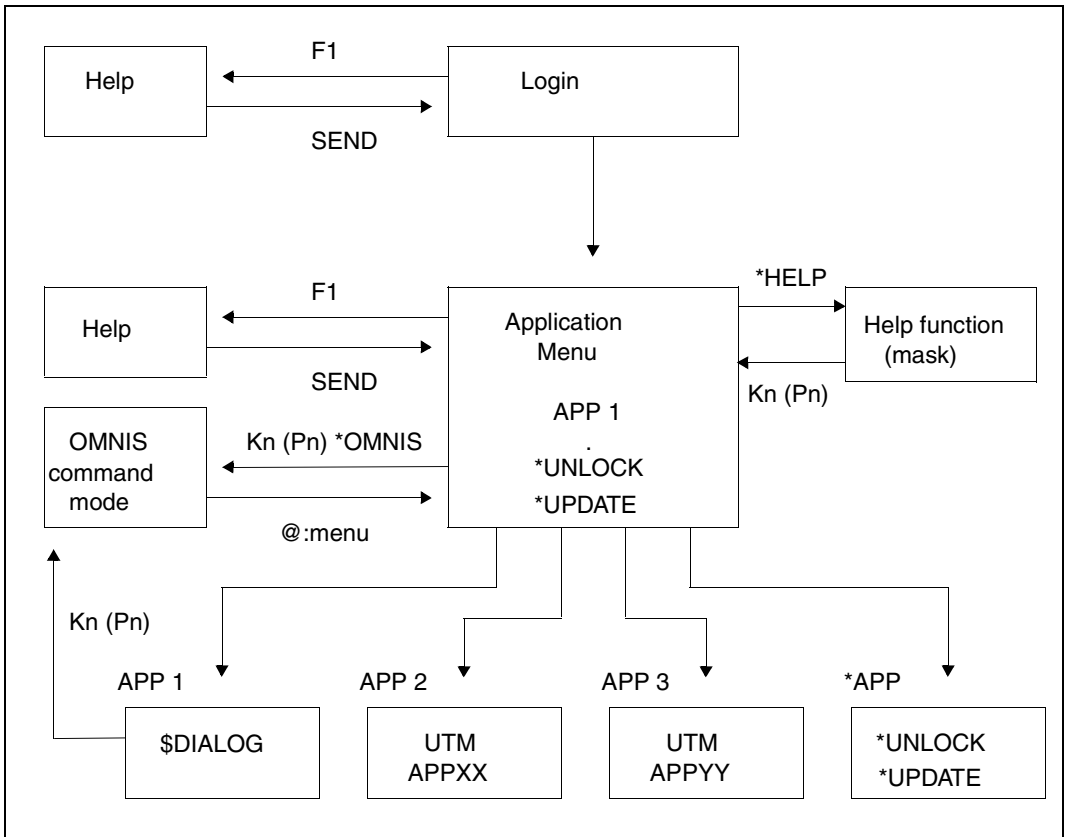 F1
Help
Login
SEND
*HELP
F1
Application
Menu
Help
Help function
(mask)
SEND
Kn (Pn)
APP 1
.
OMNIS
command
mode
Kn (Pn) *OMNIS
*UNLOCK
*UPDATE
@:menu
Kn (Pn)
APP 1
APP 2
APP 3
*APP
$DIALOG
UTM
APPXX
UTM
APPYY
*UNLOCK
*UPDATE